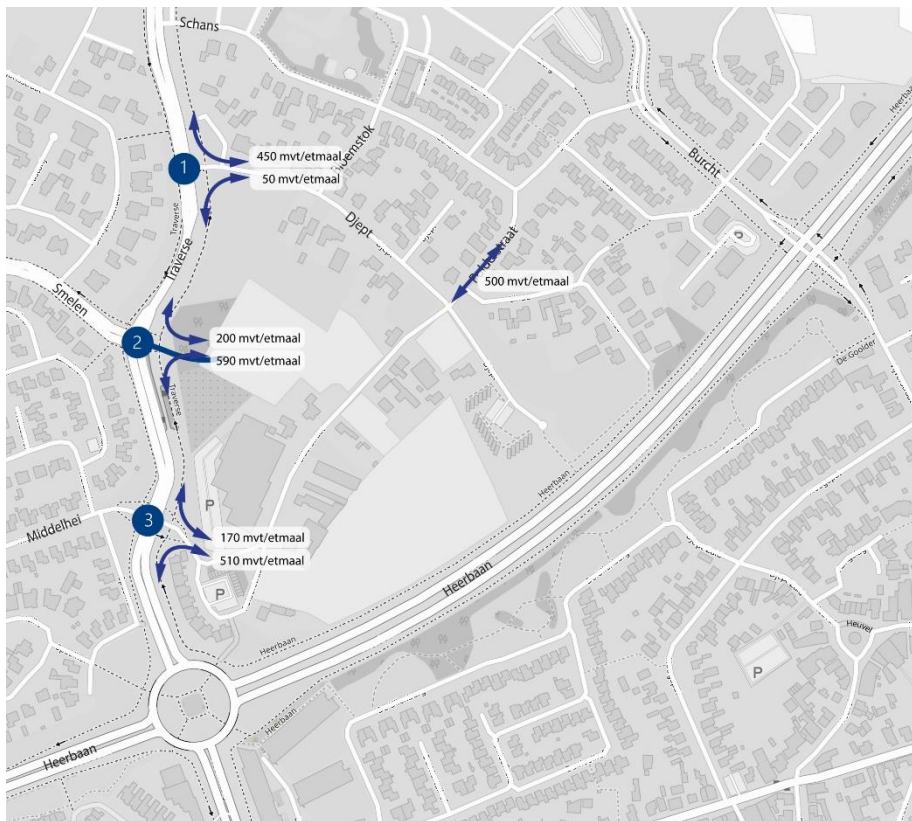 Schans
Heerbaan
450 mvt/etmaal
1
50 mvt/etmaal
Burcht
P
Djept
Traverse
Traverse
500 mvt/etmaal
Smelen
200 mvt/etmaal
2
590 mvt/etmaal
De Goolder
Traverse
Heerbaan
P
170 mvt/etmaal
3
Middelhei
510 mvt/etmaal
Heerbaan
P
Heuvel
Heerbaan
P
Heerbaan
Heerbaan